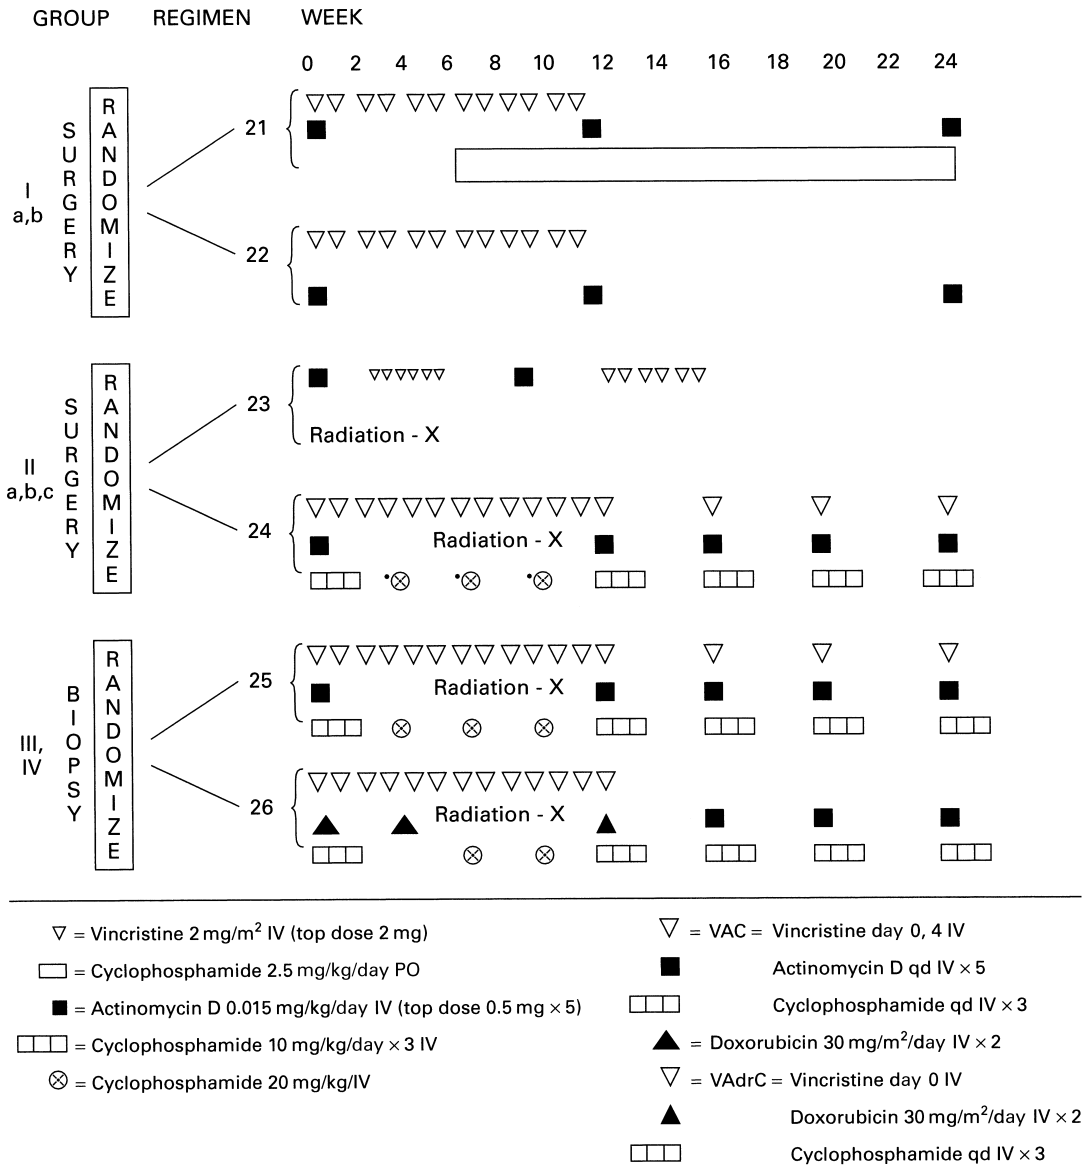 GROUP REGIMEN WEEK
0 2 4 6 8 10 12 14 16 18 20 22 24
I
a,b
SURGERY
RANDOMIZE
21
22
II
a,b,c
SURGERY
RANDOMIZE
23
Radiation - X
24
Radiation - X
III,
IV
BIOPSY
RANDOMIZE
25
Radiation - X
26
Radiation - X
= Vincristine 2 mg/m² IV (top dose 2 mg)
= Cyclophosphamide 2.5 mg/kg/day PO
= Actinomycin D 0.015 mg/kg/day IV (top dose 0.5 mg × 5)
= Cyclophosphamide 10 mg/kg/day × 3 IV
= Cyclophosphamide 20 mg/kg/IV
= VAC = Vincristine day 0, 4 IV
Actinomycin D qd IV × 5
Cyclophosphamide qd IV × 3
= Doxorubicin 30 mg/m²/day IV × 2
= VAdrC = Vincristine day 0 IV
Doxorubicin 30 mg/m²/day IV × 2
Cyclophosphamide qd IV × 3